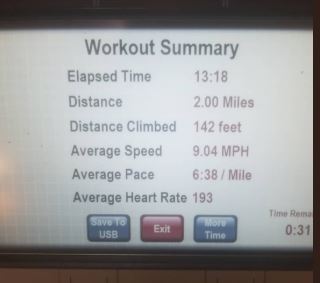 Workout Summary
Elapsed Time 13:18
Distance 2.00 Miles
Distance Climbed 142 feet
Average Speed 9.04 MPH
Average Pace 6:38 / Mile
Average Heart Rate 193
Save To USB
Exit
More Time
Time Rema
0:31